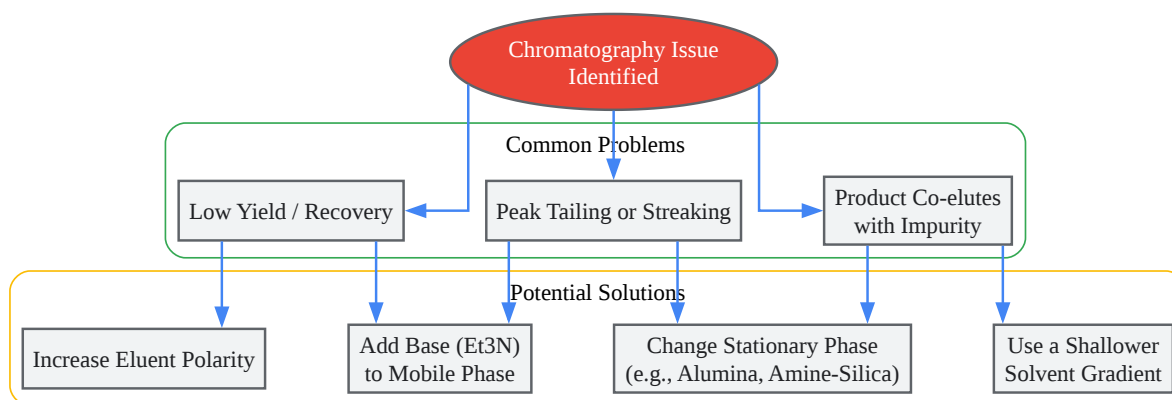 Chromatography Issue
Identified
Common Problems
Low Yield / Recovery
Peak Tailing or Streaking
Product Co-elutes
with Impurity
Potential Solutions
Increase Eluent Polarity
Add Base (Et3N)
to Mobile Phase
Change Stationary Phase
(e.g., Alumina, Amine-Silica)
Use a Shallower
Solvent Gradient